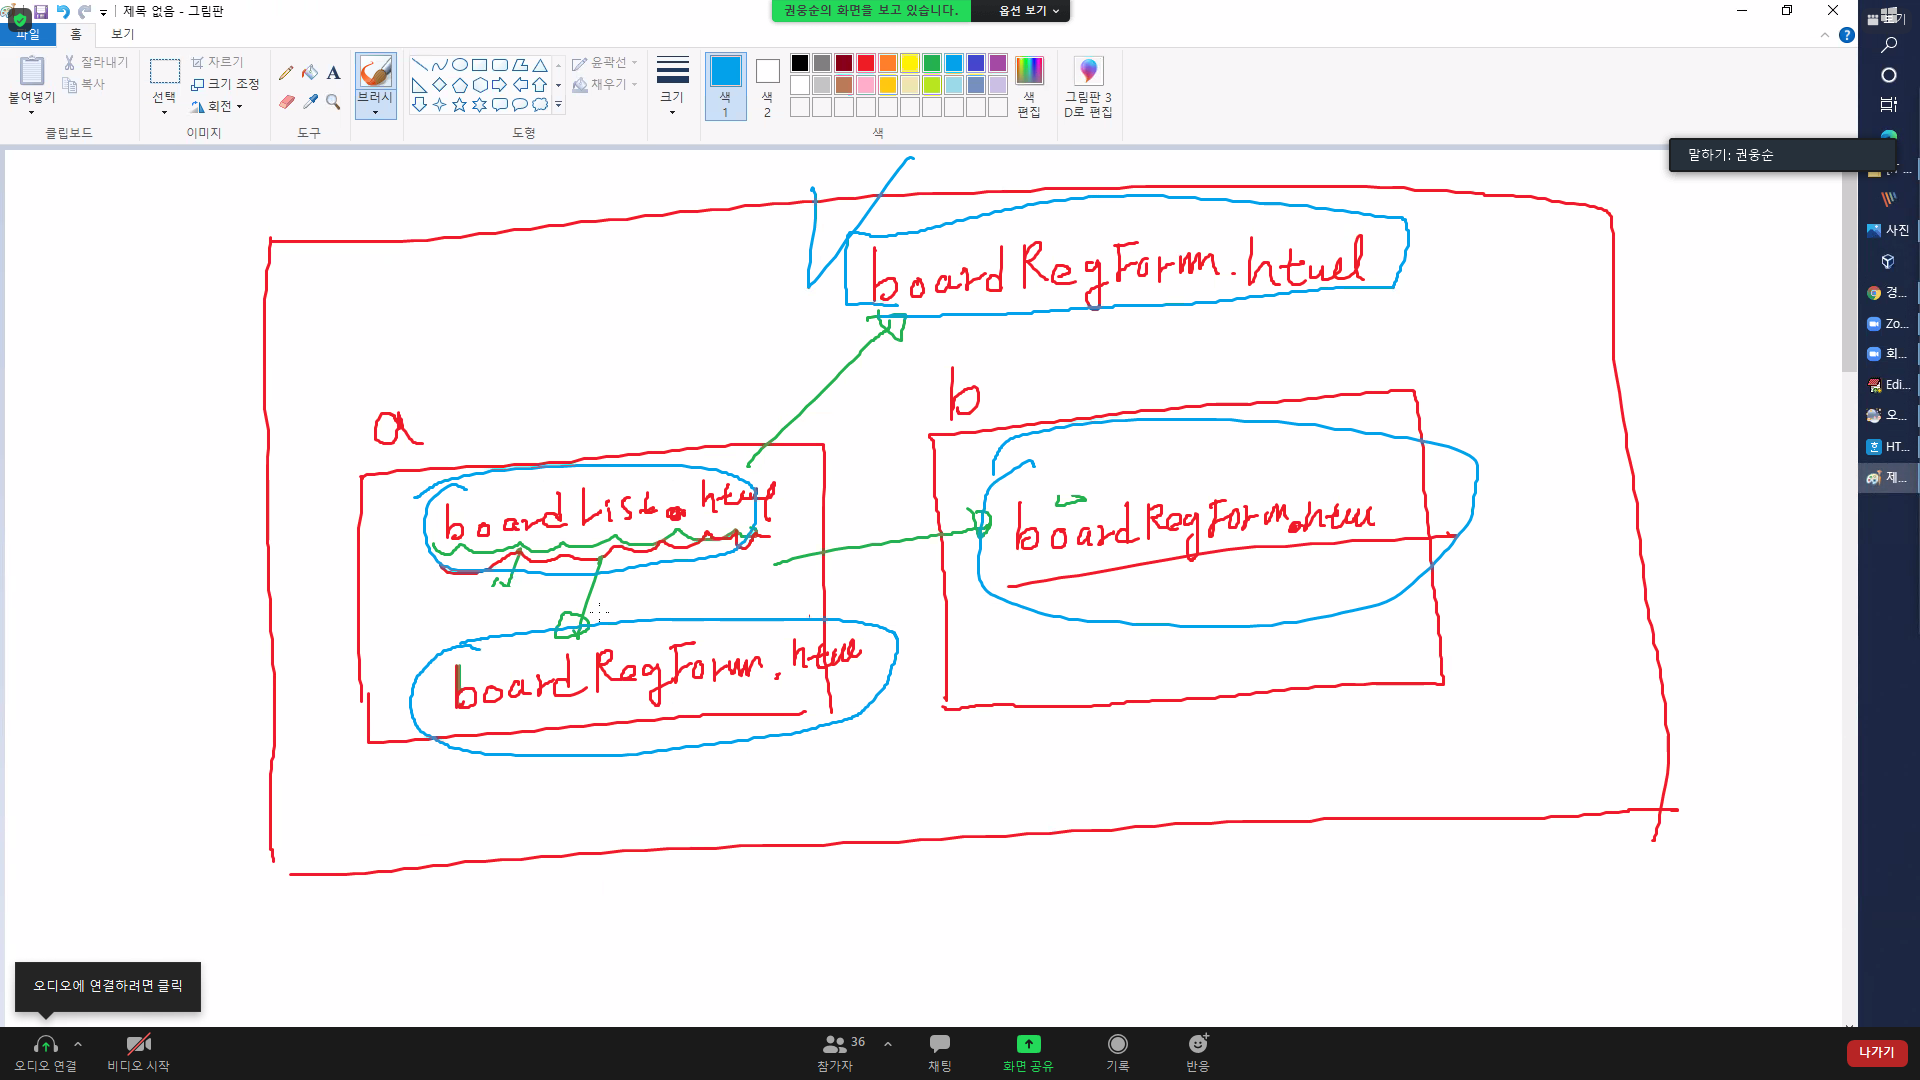 제목 없음 - 그림판
권웅순의 화면을 보고 있습니다.
옵션 보기
보기
파일
홈
보기
붙여넣기
잘라내기
복사
클립보드
선택
자르기
크기 조정
회전
이미지
A
도구
브러시
윤곽선
채우기
도형
크기
색
1
색
2
색
편집
그림판 3
D로 편집
색
말하기: 권웅순
boardRegForm.html
a
boardList.html
boardRegForm.html
b
boardRegForm.html
사진
경...
Zo...
회...
Edi...
오...
HT...
제...
오디오에 연결하려면 클릭
오디오 연결
비디오 시작
36
참가자
채팅
화면 공유
기록
반응
나가기